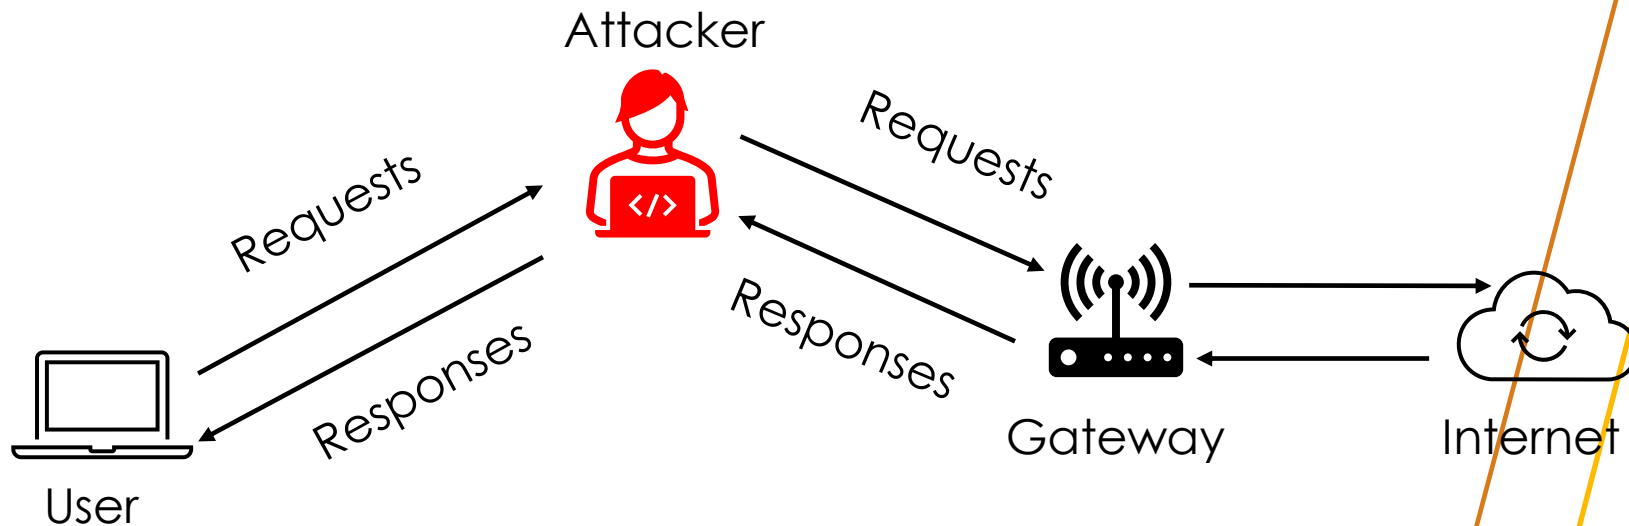 Attacker
Requests
Requests
</>
Responses
Responses
Gateway
Internet
User